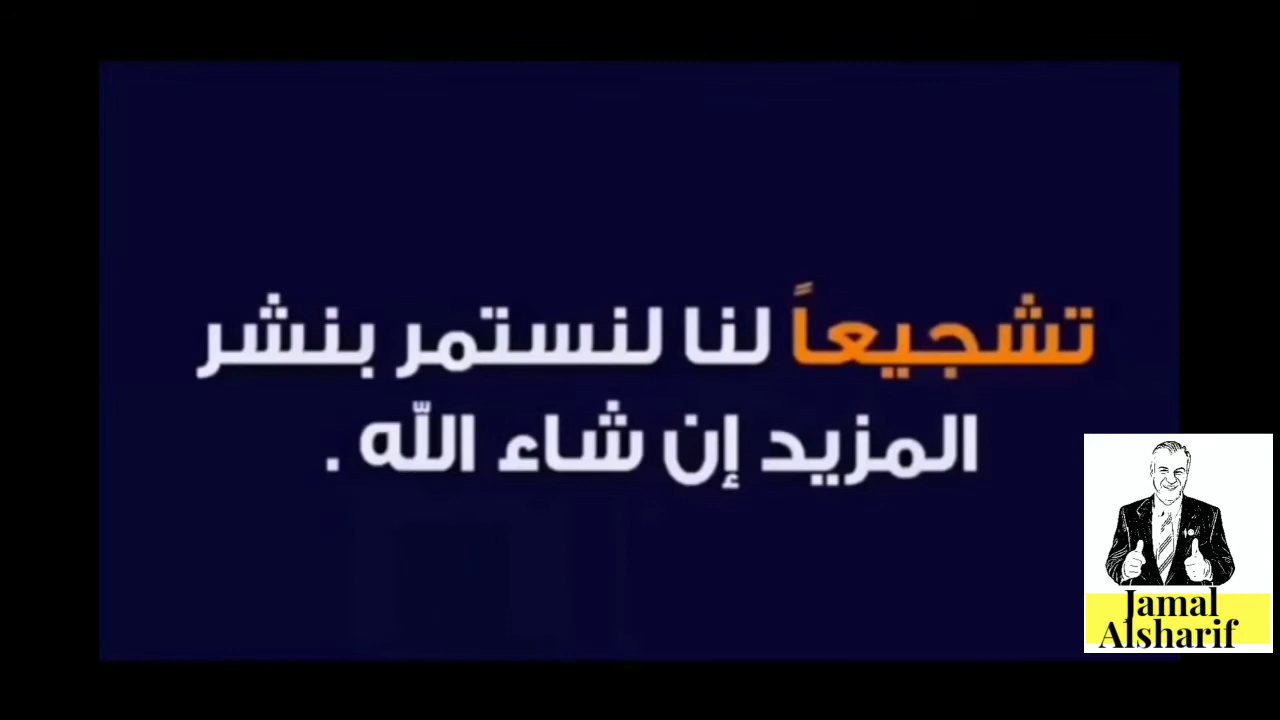 تشجيعاً لنا لنستمر بنشر
المزيد إن شاء الله .
Jamal
Alsharif